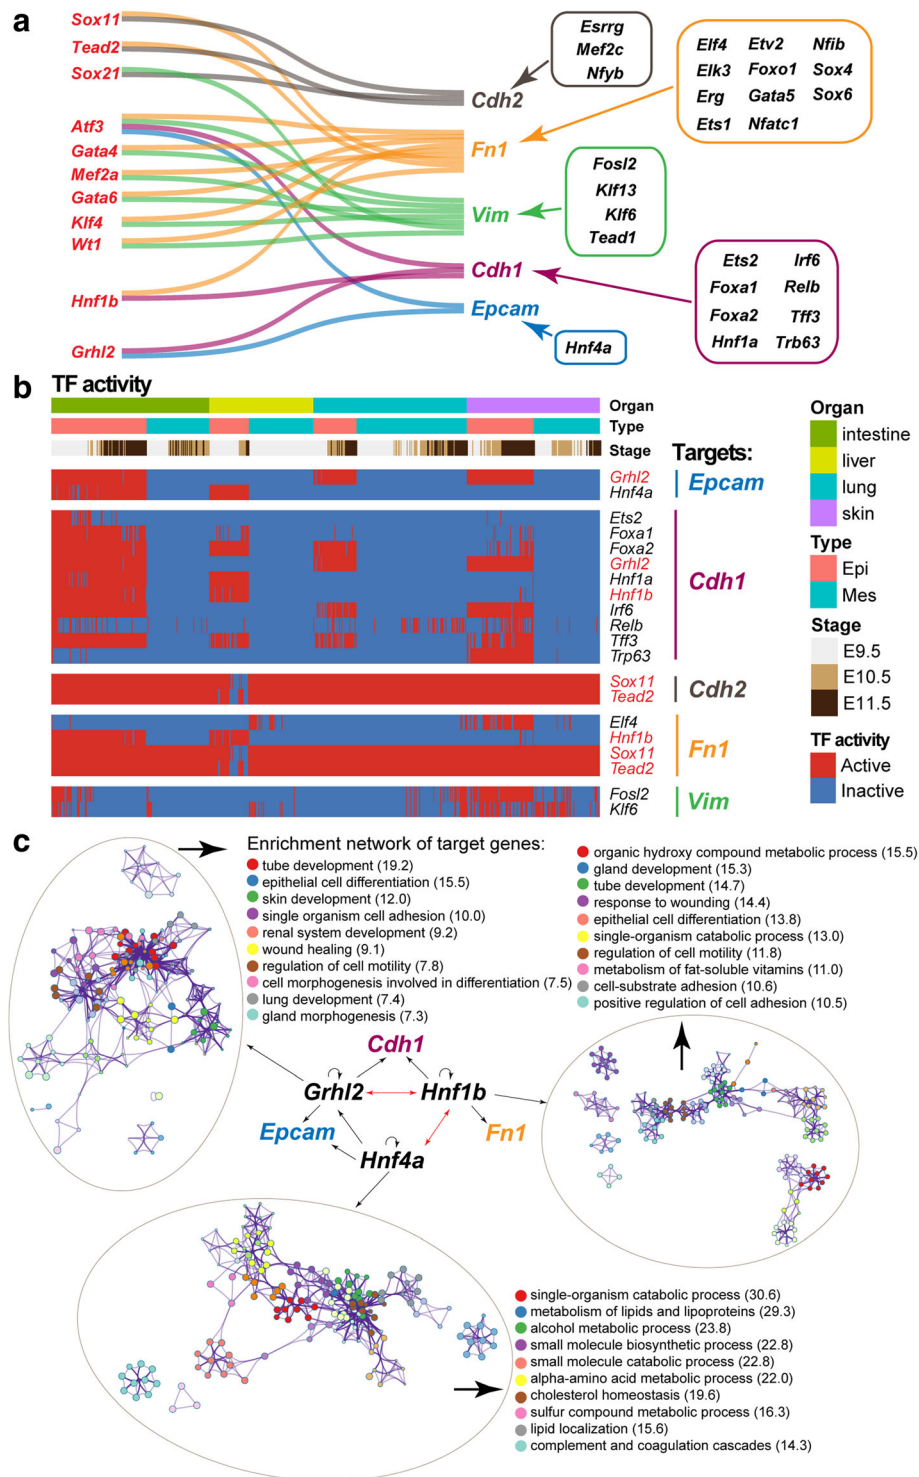 a
Sox11
Tead2
Sox21
Atf3
Gata4
Mef2a
Gata6
Klf4
Wt1
Hnf1b
Grhl2
Cdh2
Fn1
Vim
Cdh1
Epcam
Esrrg
Mef2c
Nfyb
Elf4 Etv2 Nfib
Elk3 Foxo1 Sox4
Erg Gata5 Sox6
Ets1 Nfatc1
Fosl2
Klf13
Klf6
Tead1
Ets2 Irf6
Foxa1 Relb
Foxa2 Tff3
Hnf1a Trb63
Hnf4a
b
TF activity
Organ
Type
Stage
Targets:
Grhl2
Hnf4a
Epcam
Ets2
Foxa1
Foxa2
Grhl2
Hnf1a
Hnf1b
Irf6
Relb
Tff3
Trp63
Cdh1
Sox11
Tead2
Cdh2
Elf4
Hnf1b
Sox11
Tead2
Fn1
Fosl2
Klf6
Vim
Organ
intestine
liver
lung
skin
Type
Epi
Mes
Stage
E9.5
E10.5
E11.5
TF activity
Active
Inactive
c
Enrichment network of target genes:
tube development (19.2)
epithelial cell differentiation (15.5)
skin development (12.0)
single organism cell adhesion (10.0)
renal system development (9.2)
wound healing (9.1)
regulation of cell motility (7.8)
cell morphogenesis involved in differentiation (7.5)
lung development (7.4)
gland morphogenesis (7.3)
organic hydroxy compound metabolic process (15.5)
gland development (15.3)
tube development (14.7)
response to wounding (14.4)
epithelial cell differentiation (13.8)
single-organism catabolic process (13.0)
regulation of cell motility (11.8)
metabolism of fat-soluble vitamins (11.0)
cell-substrate adhesion (10.6)
positive regulation of cell adhesion (10.5)
Cdh1
Grhl2 Hnf1b
Epcam Fn1
Hnf4a
single-organism catabolic process (30.6)
metabolism of lipids and lipoproteins (29.3)
alcohol metabolic process (23.8)
small molecule biosynthetic process (22.8)
small molecule catabolic process (22.8)
alpha-amino acid metabolic process (22.0)
cholesterol homeostasis (19.6)
sulfur compound metabolic process (16.3)
lipid localization (15.6)
complement and coagulation cascades (14.3)